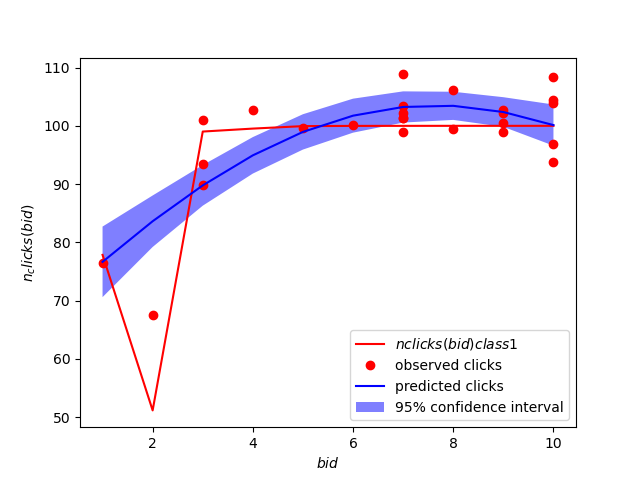 110
100
90
80
70
60
50
n_clicks(bid)
nclicks(bid)class1
observed clicks
predicted clicks
95% confidence interval
2
4
6
8
10
bid